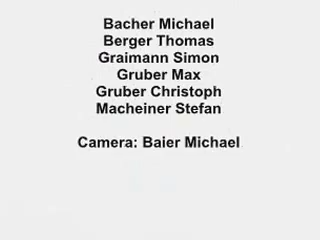 Bacher Michael
Berger Thomas
Graimann Simon
Gruber Max
Gruber Christoph
Macheiner Stefan
Camera: Baier Michael